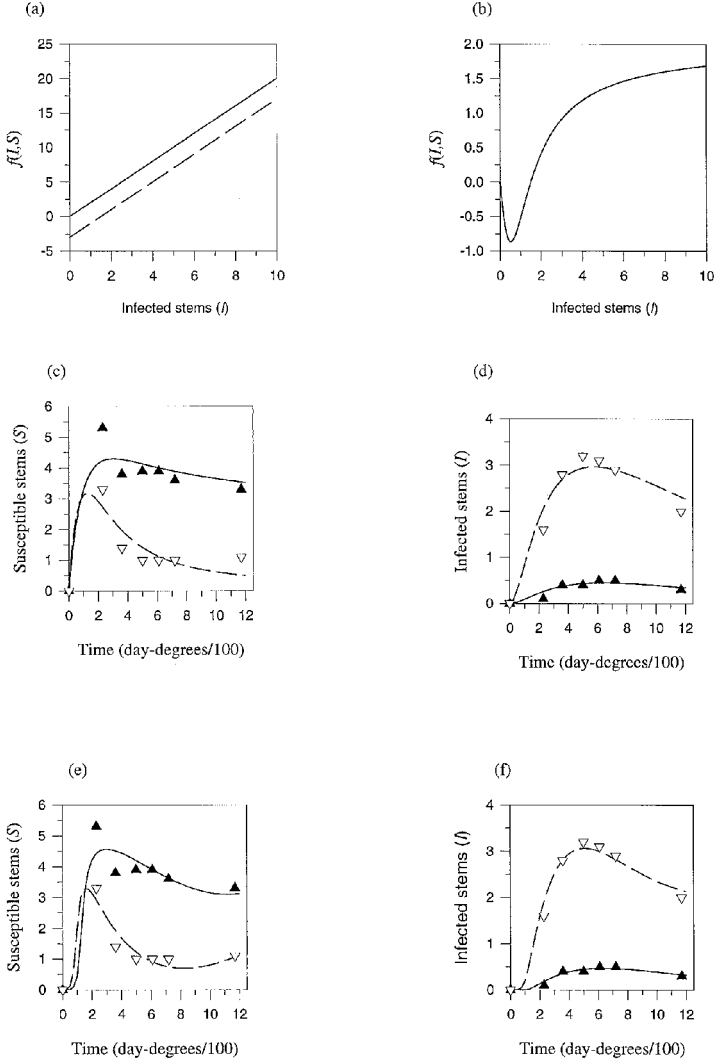 (a)
25
20
15
10
5
0
-5
f(I,S)
0 2 4 6 8 10
Infected stems (I)
(b)
2.0
1.5
1.0
0.5
0.0
-0.5
-1.0
f(I,S)
0 2 4 6 8 10
Infected stems (I)
(c)
6
5
4
3
2
1
0
Susceptible stems (S)
0 2 4 6 8 10 12
Time (day-degrees/100)
(d)
4
3
2
1
0
Infected stems (I)
0 2 4 6 8 10 12
Time (day-degrees/100)
(e)
6
5
4
3
2
1
0
Susceptible stems (S)
0 2 4 6 8 10 12
Time (day-degrees/100)
(f)
4
3
2
1
0
Infected stems (I)
0 2 4 6 8 10 12
Time (day-degrees/100)